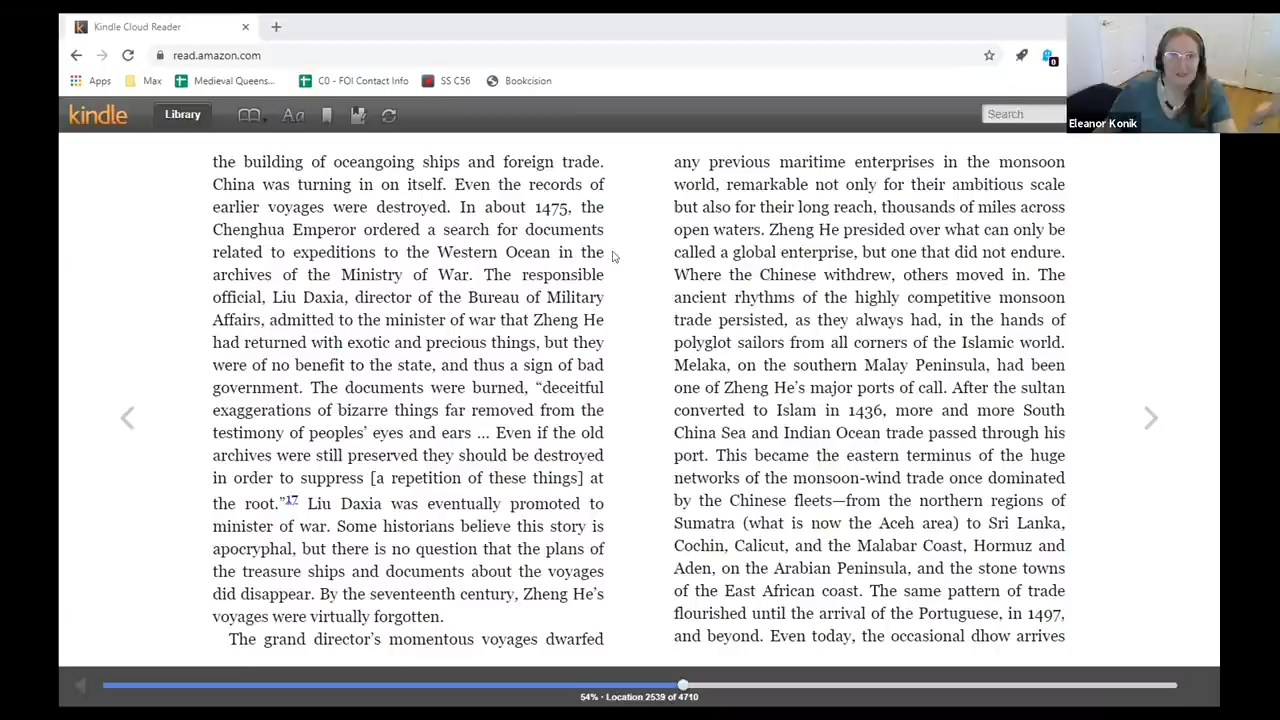 Kindle Cloud Reader
read.amazon.com
0
Apps Max Medieval Queens... C0 - FOI Contact Info SS C56 Bookcision
Eleanor Konik
kindle Library Aa Search
the building of oceangoing ships and foreign trade.
China was turning in on itself. Even the records of
earlier voyages were destroyed. In about 1475, the
Chenghua Emperor ordered a search for documents
related to expeditions to the Western Ocean in the
archives of the Ministry of War. The responsible
official, Liu Daxia, director of the Bureau of Military
Affairs, admitted to the minister of war that Zheng He
had returned with exotic and precious things, but they
were of no benefit to the state, and thus a sign of bad
government. The documents were burned, “deceitful
exaggerations of bizarre things far removed from the
testimony of peoples’ eyes and ears ... Even if the old
archives were still preserved they should be destroyed
in order to suppress [a repetition of these things] at
the root.”17 Liu Daxia was eventually promoted to
minister of war. Some historians believe this story is
apocryphal, but there is no question that the plans of
the treasure ships and documents about the voyages
did disappear. By the seventeenth century, Zheng He’s
voyages were virtually forgotten.
The grand director’s momentous voyages dwarfed
any previous maritime enterprises in the monsoon
world, remarkable not only for their ambitious scale
but also for their long reach, thousands of miles across
open waters. Zheng He presided over what can only be
called a global enterprise, but one that did not endure.
Where the Chinese withdrew, others moved in. The
ancient rhythms of the highly competitive monsoon
trade persisted, as they always had, in the hands of
polyglot sailors from all corners of the Islamic world.
Melaka, on the southern Malay Peninsula, had been
one of Zheng He’s major ports of call. After the sultan
converted to Islam in 1436, more and more South
China Sea and Indian Ocean trade passed through his
port. This became the eastern terminus of the huge
networks of the monsoon-wind trade once dominated
by the Chinese fleets—from the northern regions of
Sumatra (what is now the Aceh area) to Sri Lanka,
Cochin, Calicut, and the Malabar Coast, Hormuz and
Aden, on the Arabian Peninsula, and the stone towns
of the East African coast. The same pattern of trade
flourished until the arrival of the Portuguese, in 1497,
and beyond. Even today, the occasional dhow arrives
54% · Location 2539 of 4710